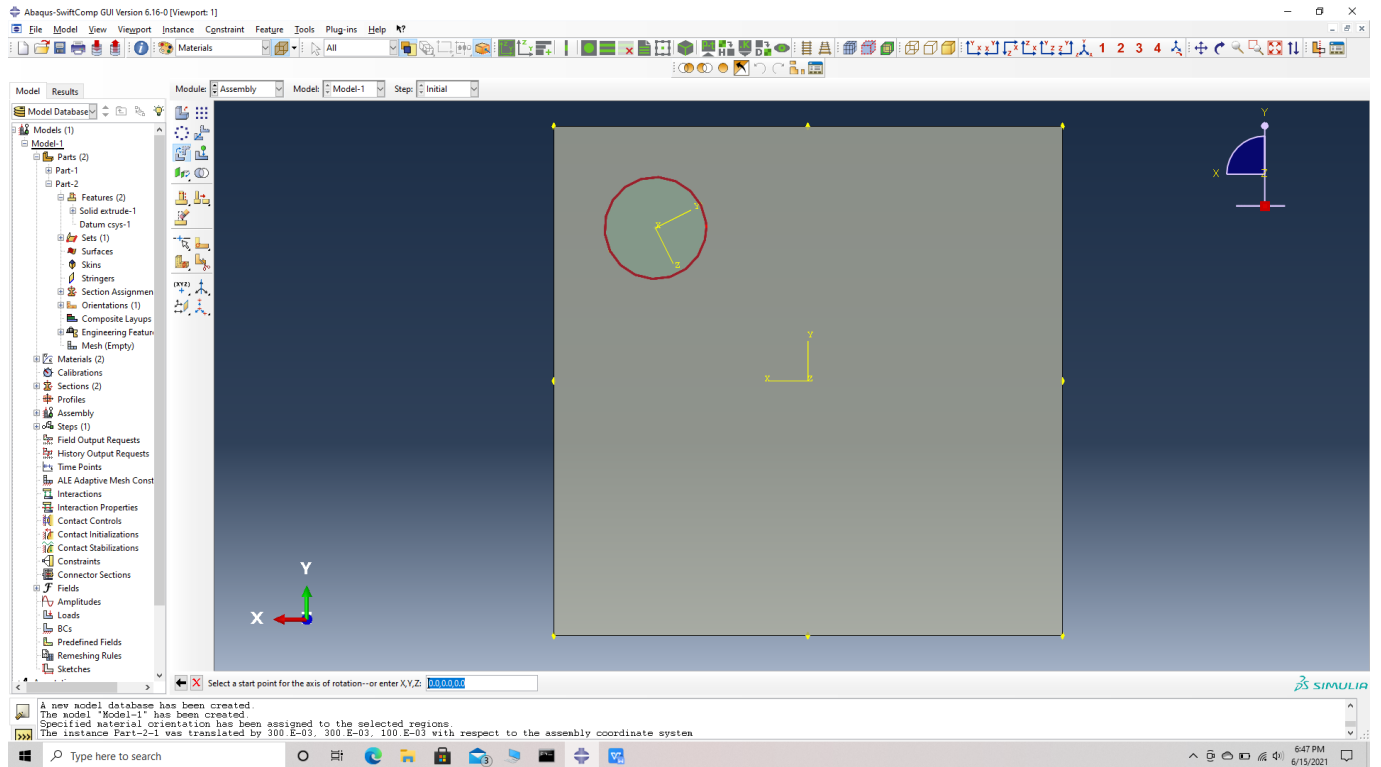 Abaqus-SwiftComp GUI Version 6.16-0 [Viewport: 1]
File Model View Viewport Instance Constraint Feature Tools Plug-ins Help
Materials All 1 2 3 4
Model Results Module: Assembly Model: Model-1 Step: Initial
Model Database
Models (1)
Model-1
Parts (2)
Part-1
Part-2
Features (2)
Solid extrude-1
Datum csys-1
Sets (1)
Surfaces
Skins
Stringers
Section Assignmen
Orientations (1)
Composite Layups
Engineering Featur
Mesh (Empty)
Materials (2)
Calibrations
Sections (2)
Profiles
Assembly
Steps (1)
Field Output Requests
History Output Requests
Time Points
ALE Adaptive Mesh Const
Interactions
Interaction Properties
Contact Controls
Contact Initializations
Contact Stabilizations
Constraints
Connector Sections
Fields
Amplitudes
Loads
BCs
Predefined Fields
Remeshing Rules
Sketches
(XYZ)
Y
X Z
Y
Z
Y
X
Y
X
Select a start point for the axis of rotation--or enter X,Y,Z: 0.0,0.0,0.0
SIMULIA
A new model database has been created.
The model "Model-1" has been created.
Specified material orientation has been assigned to the selected regions.
The instance Part-2-1 was translated by 300.E-03, 300.E-03, 100.E-03 with respect to the assembly coordinate system
Type here to search
3
6:47 PM
6/15/2021